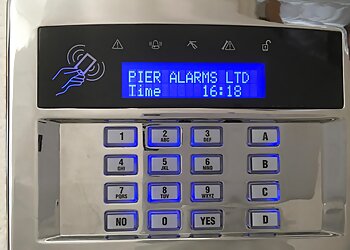 PIER ALARMS LTD
Time 16:18
1 2 ABC 3 DEF A
4 GHI 5 JKL 6 MNO B
7 PQRS 8 TUV 9 WXYZ C
NO 0 YES D